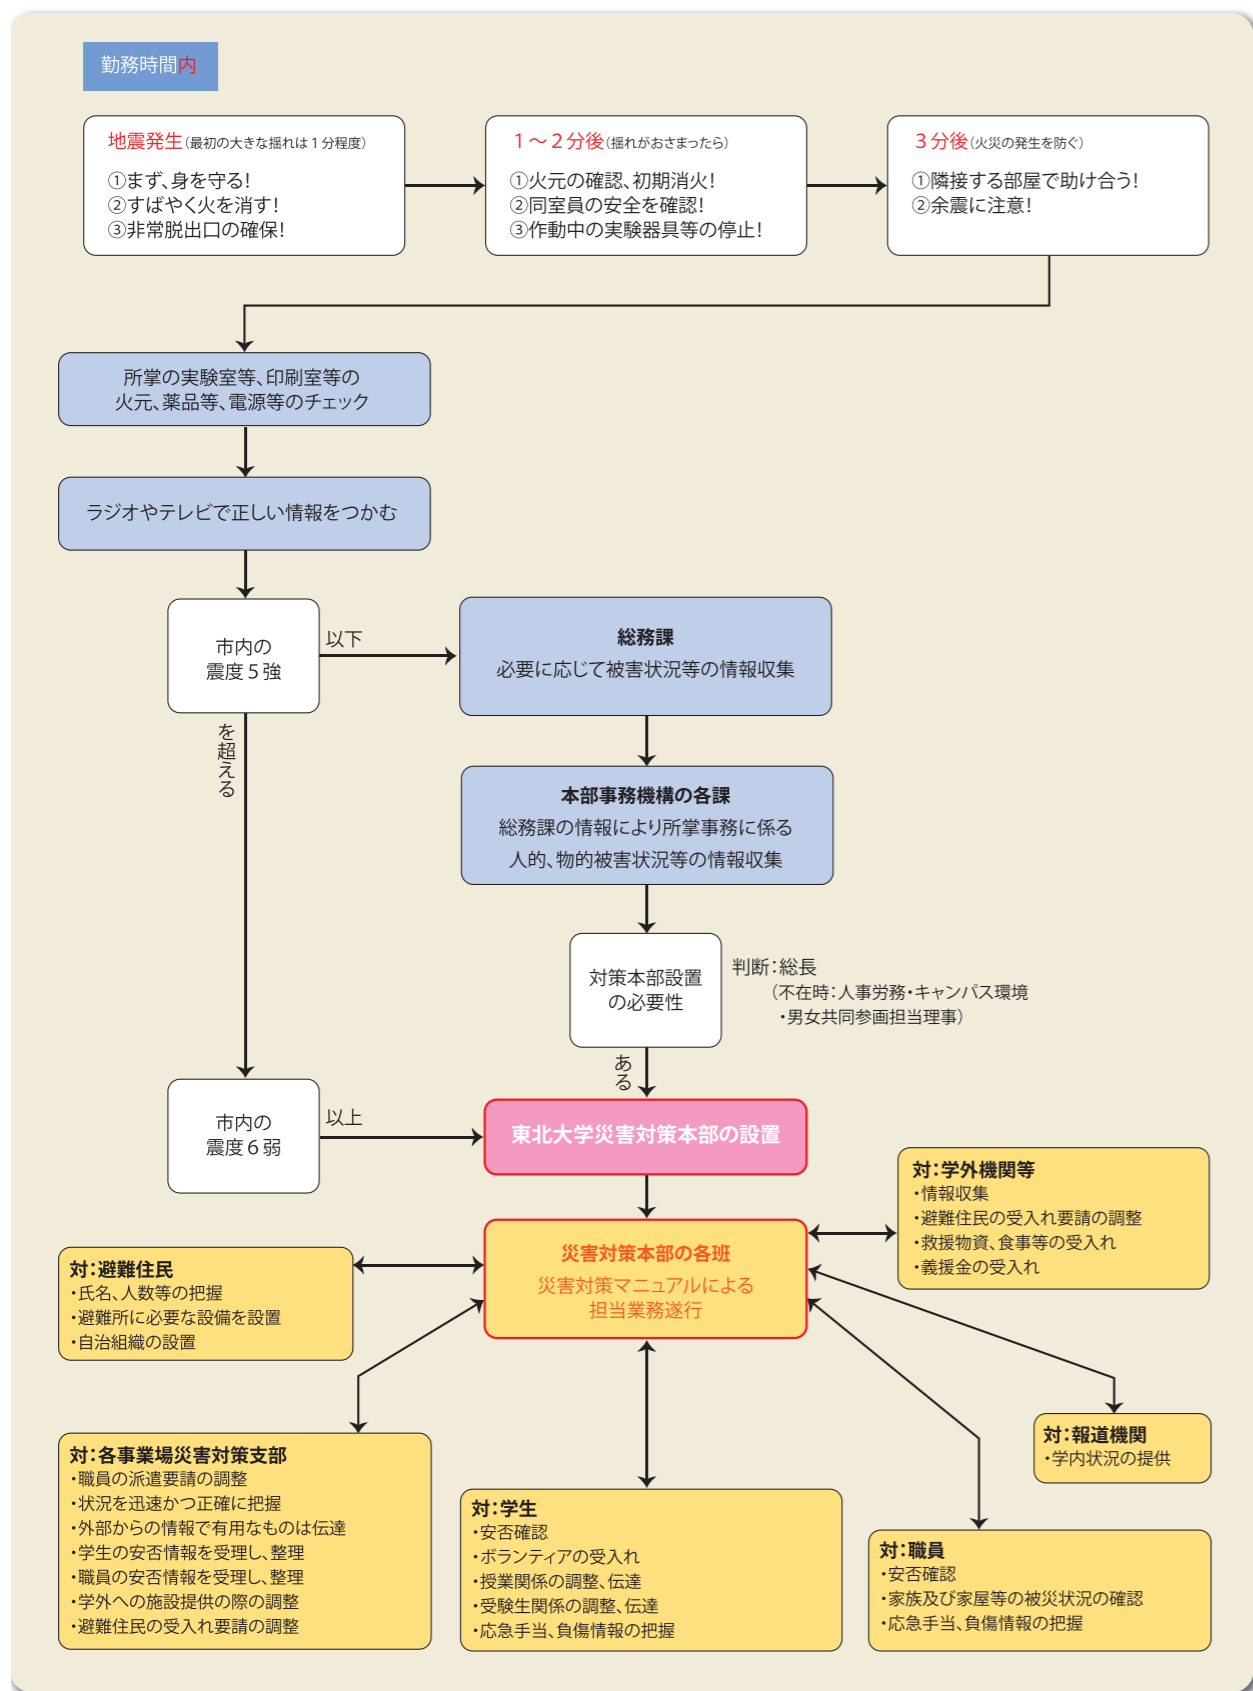 勤務時間内
地震発生(最初の大きな揺れは1分程度)
①まず、身を守る!
②すばやく火を消す!
③非常脱出口の確保!
1〜2分後(揺れがおさまったら)
①火元の確認、初期消火!
②同室員の安全を確認!
③作動中の実験器具等の停止!
3分後(火災の発生を防ぐ)
①隣接する部屋で助け合う!
②余震に注意!
所掌の実験室等、印刷室等の
火元、薬品等、電源等のチェック
ラジオやテレビで正しい情報をつかむ
市内の
震度5強
以下
総務課
必要に応じて被害状況等の情報収集
を超える
本部事務機構の各課
総務課の情報により所掌事務に係る
人的、物的被害状況等の情報収集
対策本部設置
の必要性
判断:総長
(不在時:人事労務・キャンパス環境
・男女共同参画担当理事)
ある
市内の
震度6弱
以上
東北大学災害対策本部の設置
災害対策本部の各班
災害対策マニュアルによる
担当業務遂行
対:学外機関等
・情報収集
・避難住民の受入れ要請の調整
・救援物資、食事等の受入れ
・義援金の受入れ
対:避難住民
・氏名、人数等の把握
・避難所に必要な設備を設置
・自治組織の設置
対:各事業場災害対策支部
・職員の派遣要請の調整
・状況を迅速かつ正確に把握
・外部からの情報で有用なものは伝達
・学生の安否情報を受理し、整理
・職員の安否情報を受理し、整理
・学外への施設提供の際の調整
・避難住民の受入れ要請の調整
対:学生
・安否確認
・ボランティアの受入れ
・授業関係の調整、伝達
・受験生関係の調整、伝達
・応急手当、負傷情報の把握
対:報道機関
・学内状況の提供
対:職員
・安否確認
・家族及び家屋等の被災状況の確認
・応急手当、負傷情報の把握